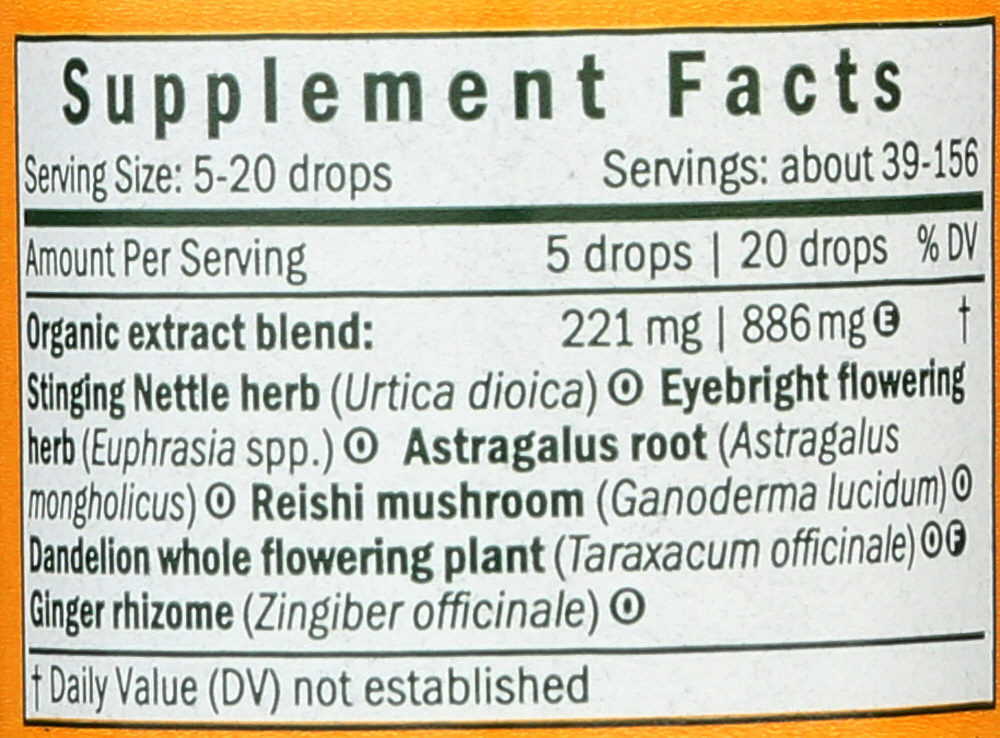 Supplement Facts
Serving Size: 5-20 drops Servings: about 39-156
Amount Per Serving 5 drops | 20 drops % DV
Organic extract blend: 221 mg | 886 mg Ⓔ †
Stinging Nettle herb (Urtica dioica) Ⓞ Eyebright flowering
herb (Euphrasia spp.) Ⓞ Astragalus root (Astragalus
mongholicus) Ⓞ Reishi mushroom (Ganoderma lucidum) Ⓞ
Dandelion whole flowering plant (Taraxacum officinale) Ⓞ Ⓕ
Ginger rhizome (Zingiber officinale) Ⓞ
† Daily Value (DV) not established